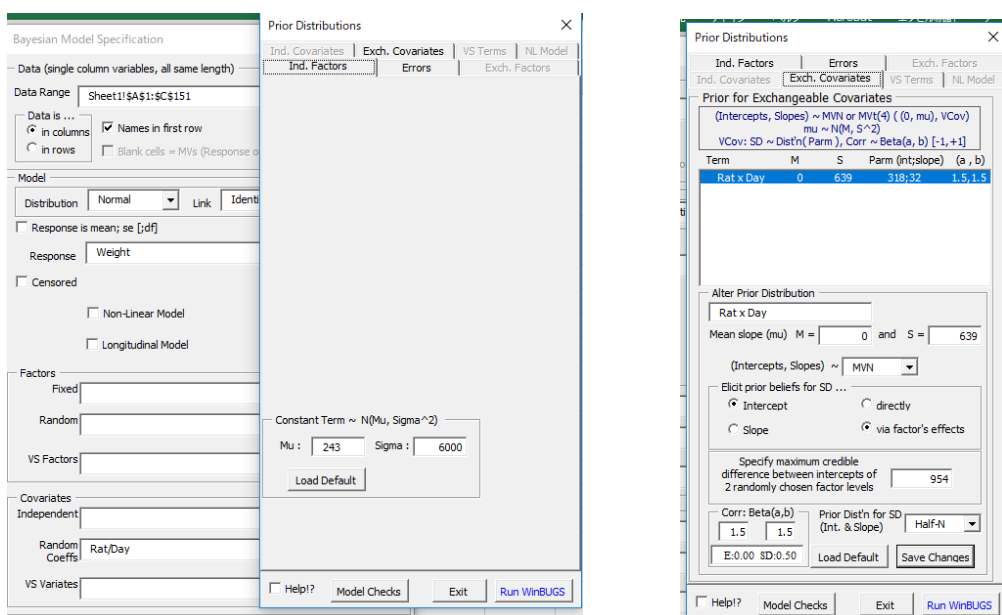 Bayesian Model Specification
Data (single column variables, all same length)
Data Range Sheet1!$A$1:$C$151
Data is ...
in columns
in rows
Names in first row
Blank cells = MVs (Response o
Model
Distribution Normal Link Identi
Response is mean; se [;df]
Response Weight
Censored
Non-Linear Model
Longitudinal Model
Factors
Fixed
Random
VS Factors
Covariates
Independent
Random Coeffs Rat/Day
VS Variates
Prior Distributions
Ind. Covariates Exch. Covariates VS Terms NL Model
Ind. Factors Errors Exch. Factors
Constant Term ~ N(Mu, Sigma^2)
Mu : 243 Sigma : 6000
Load Default
Help!? Model Checks Exit Run WinBUGS
Prior Distributions
Ind. Factors Errors Exch. Factors
Ind. Covariates Exch. Covariates VS Terms NL Model
Prior for Exchangeable Covariates
(Intercepts, Slopes) ~ MVN or MVt(4) ( (0, mu), VCov)
mu ~ N(M, S^2)
VCov: SD ~ Dist'n( Parm ), Corr ~ Beta(a, b) [-1,+1]
Term M S Parm (int;slope) (a , b)
Rat x Day 0 639 318;32 1.5,1.5
Alter Prior Distribution
Rat x Day
Mean slope (mu) M = 0 and S = 639
(Intercepts, Slopes) ~ MVN
Elicit prior beliefs for SD ...
Intercept directly
Slope via factor's effects
Specify maximum credible
difference between intercepts of
2 randomly chosen factor levels
954
Corr: Beta(a,b)
1.5 1.5
E:0.00 SD:0.50
Prior Dist'n for SD
(Int. & Slope)
Half-N
Load Default Save Changes
Help!? Model Checks Exit Run WinBUGS